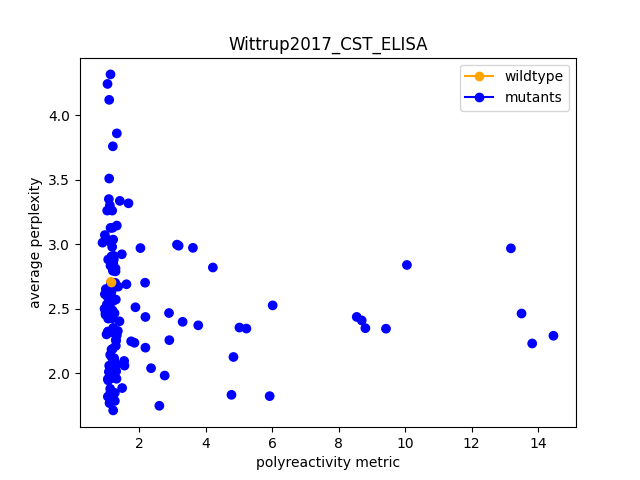 Wittrup2017_CST_ELISA
wildtype
mutants
average perplexity
4.0
3.5
3.0
2.5
2.0
2 4 6 8 10 12 14
polyreactivity metric